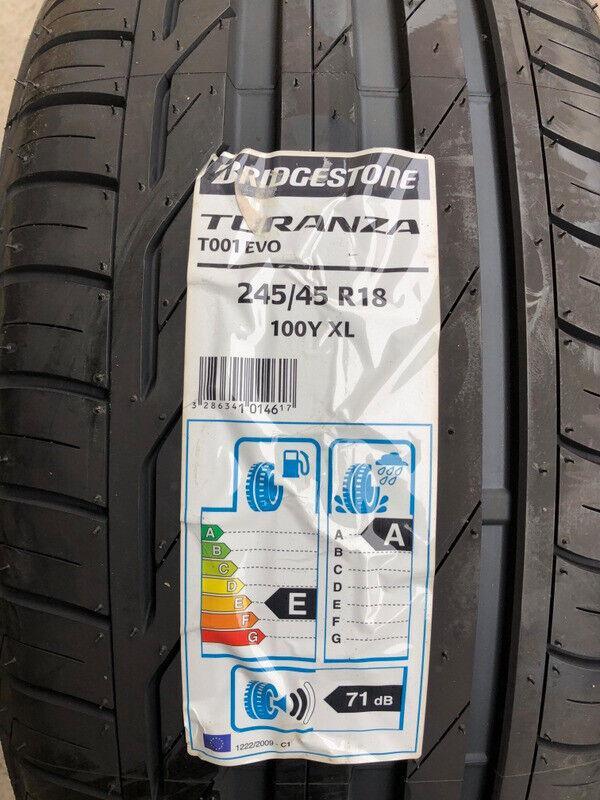 BRIDGESTONE
TURANZA
T001 EVO
245/45 R18
100Y XL
3 286341 014617
A
B
C
D
E
F
G
E
A
B
C
D
E
F
G
A
71 dB
1222/2009 - C1